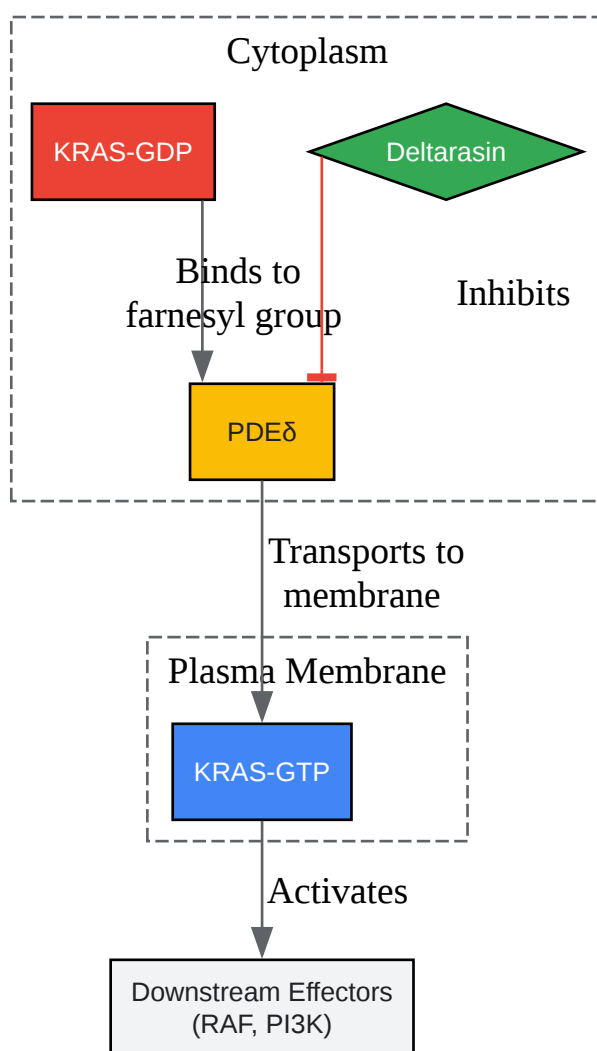 Cytoplasm
KRAS-GDP
Deltarasin
Binds to
farnesyl group
Inhibits
PDEδ
Transports to
membrane
Plasma Membrane
KRAS-GTP
Activates
Downstream Effectors
(RAF, PI3K)